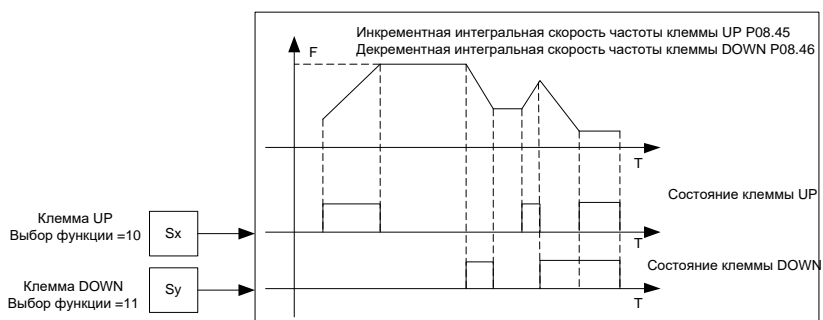 Инкрементная интегральная скорость частоты клеммы UP P08.45
Декрементная интегральная скорость частоты клеммы DOWN P08.46
F
T
Состояние клеммы UP
Клемма UP
Выбор функции =10
Sx
T
Состояние клеммы DOWN
Клемма DOWN
Выбор функции =11
Sy
T